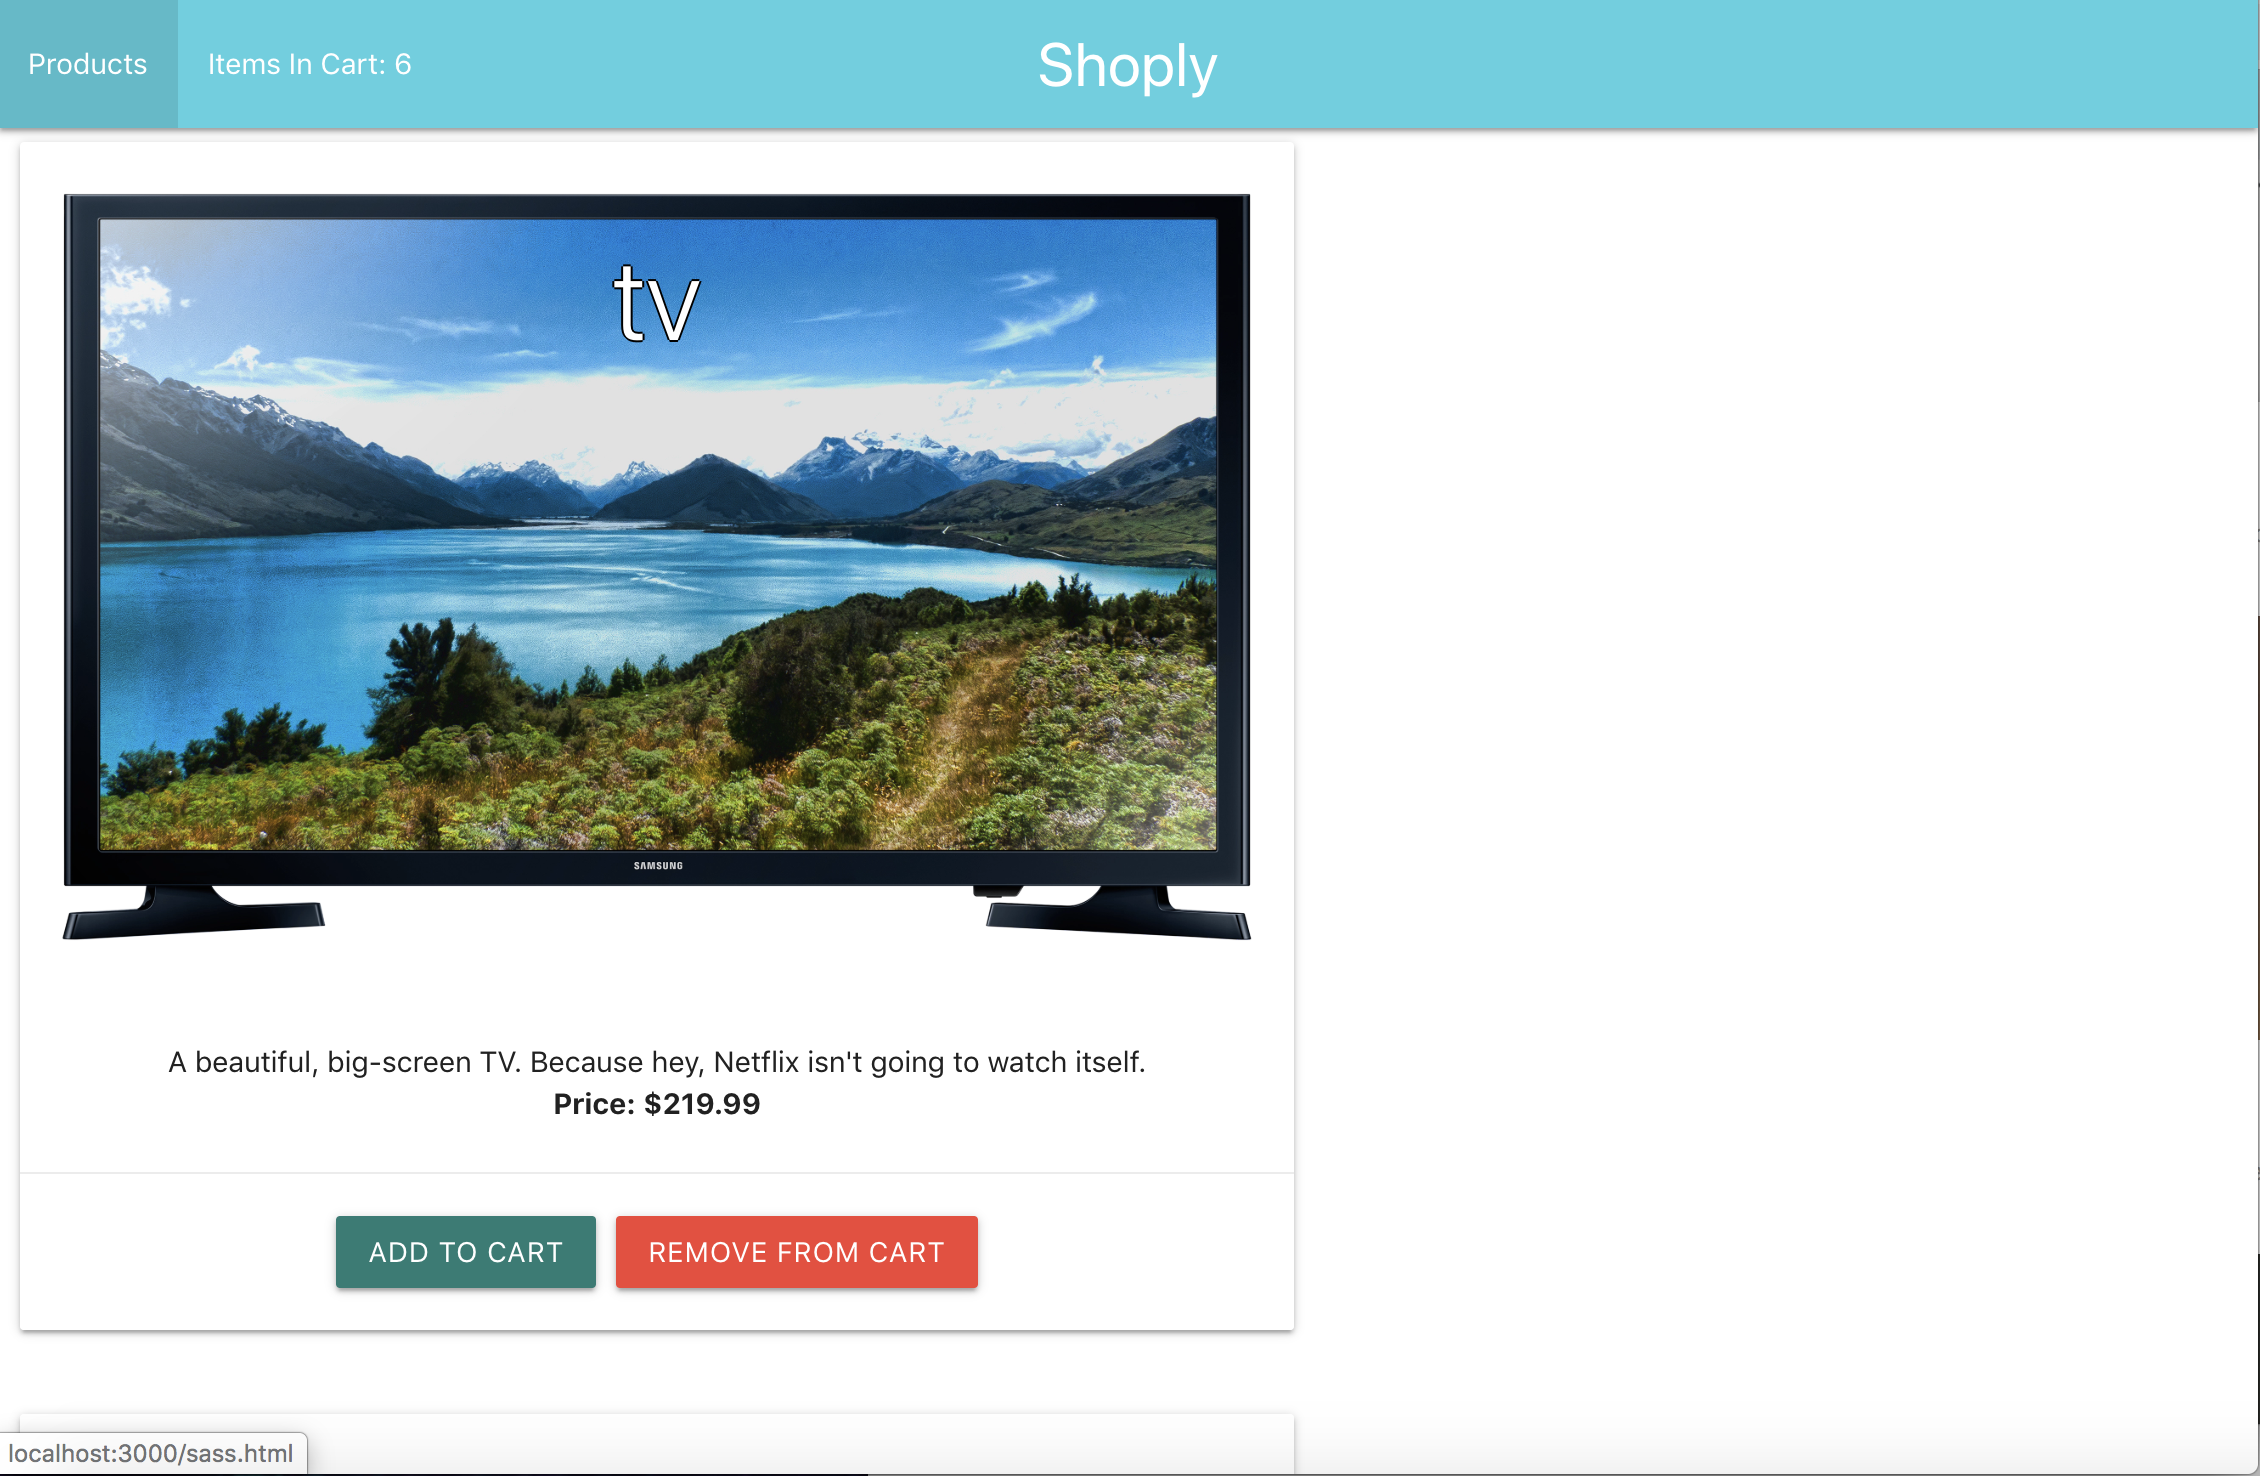 Products Items In Cart: 6 Shoply
tv
SAMSUNG
A beautiful, big-screen TV. Because hey, Netflix isn't going to watch itself.
Price: $219.99
ADD TO CART REMOVE FROM CART
localhost:3000/sass.html